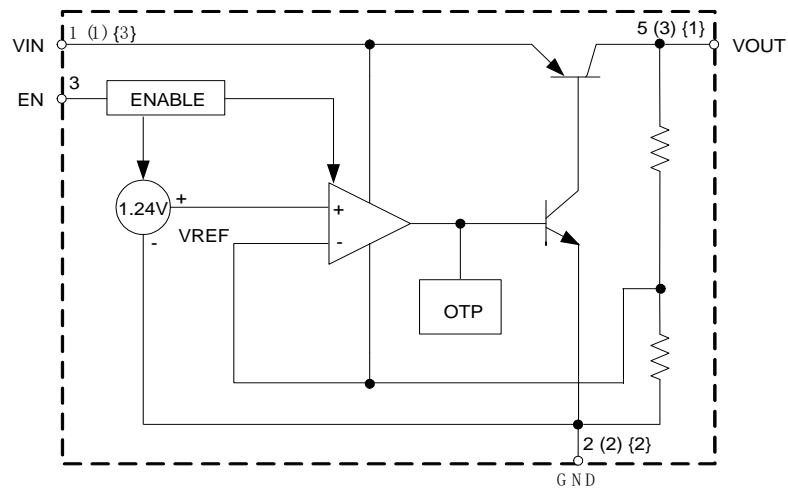 1 (1) {3}
5 (3) {1}
VIN
VOUT
3
EN
ENABLE
1.24V
+
-
VREF
+
-
OTP
2 (2) {2}
GND